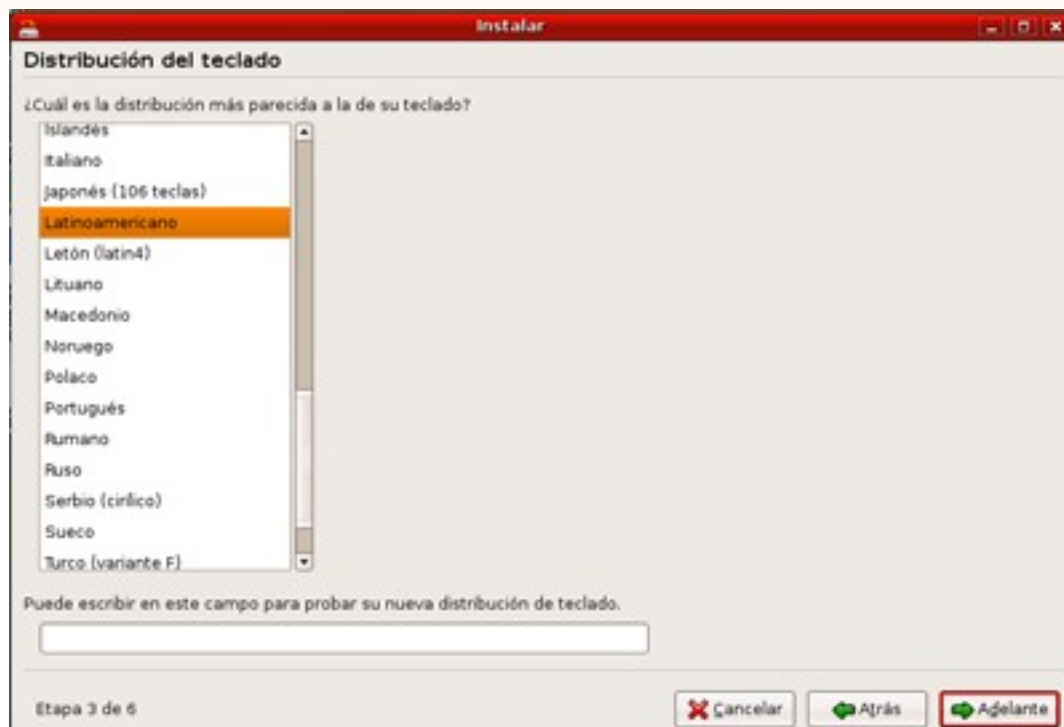 Instalar
Distribución del teclado
¿Cuál es la distribución más parecida a la de su teclado?
Islandés
Italiano
Japonés (106 teclas)
Latinoamericano
Letón (latin4)
Lituano
Macedonio
Noruego
Polaco
Portugués
Rumano
Ruso
Serbio (cirílico)
Sueco
Turco (variante F)
Puede escribir en este campo para probar su nueva distribución de teclado.
Etapa 3 de 6 Cancelar Atrás Adelante